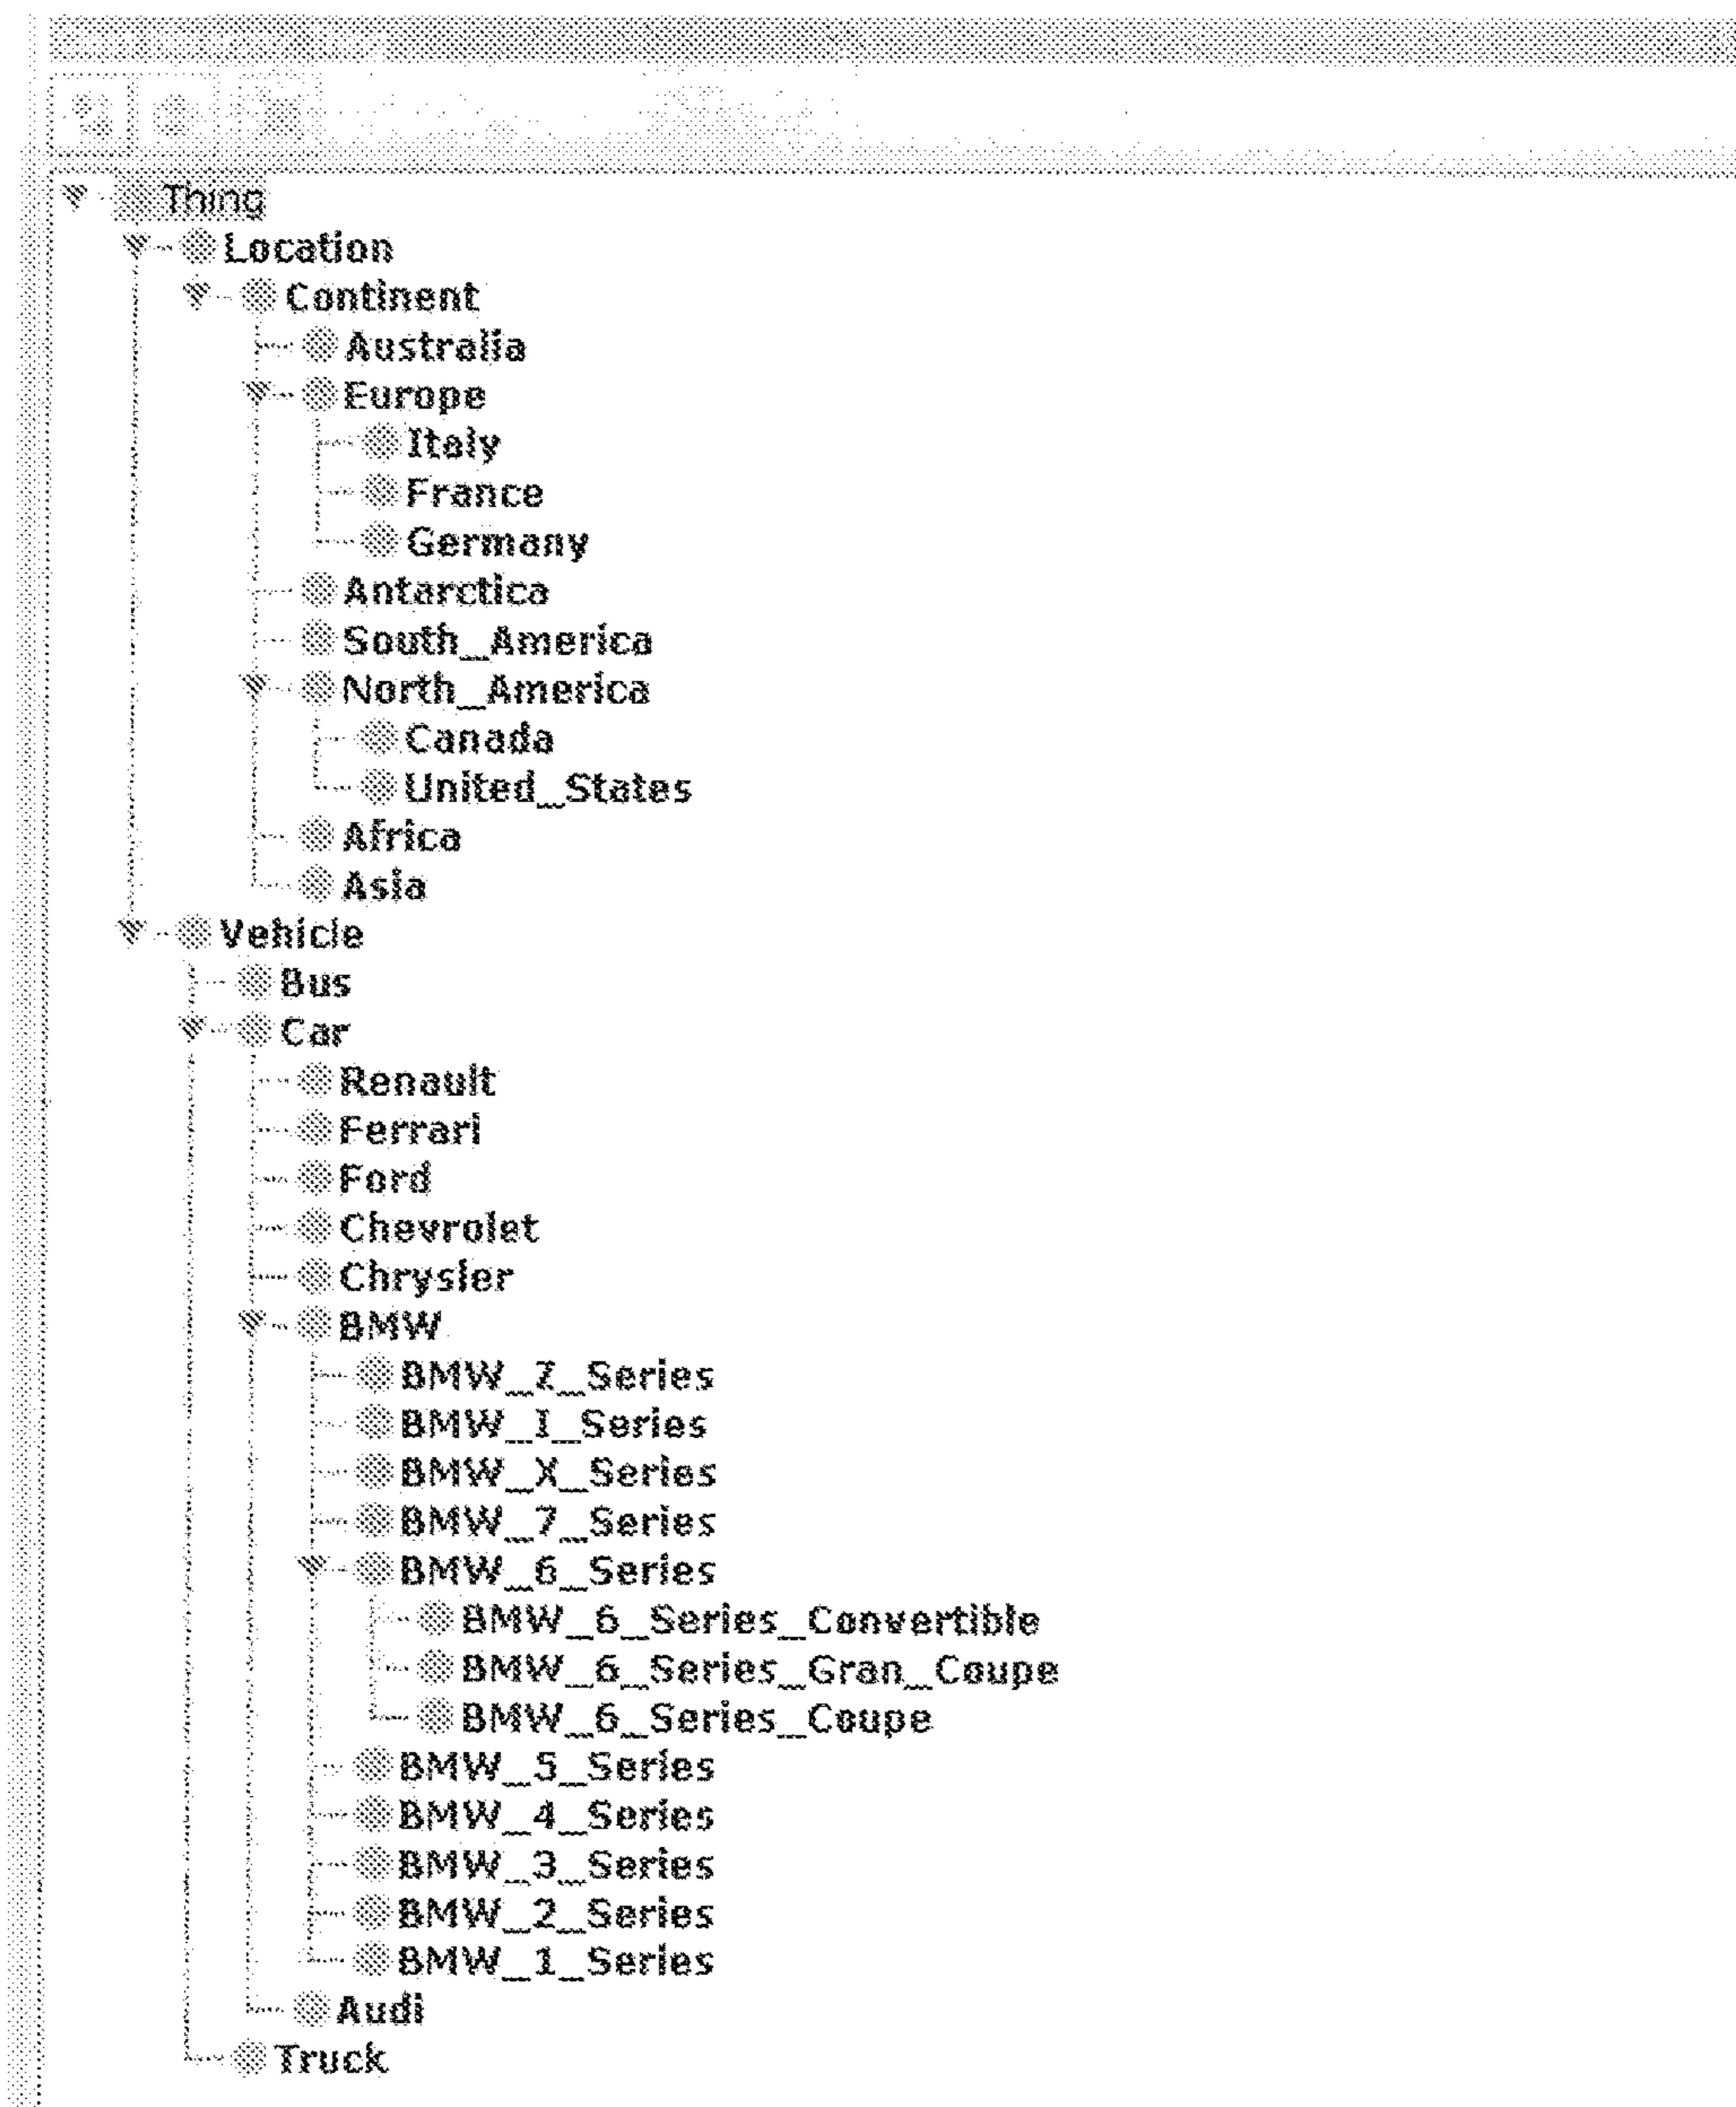 Thing
Location
Continent
Australia
Europe
Italy
France
Germany
Antarctica
South_America
North_America
Canada
United_States
Africa
Asia
Vehicle
Bus
Car
Renault
Ferrari
Ford
Chevrolet
Chrysler
BMW
BMW_Z_Series
BMW_I_Series
BMW_X_Series
BMW_7_Series
BMW_6_Series
BMW_6_Series_Convertible
BMW_6_Series_Gran_Coupe
BMW_6_Series_Coupe
BMW_5_Series
BMW_4_Series
BMW_3_Series
BMW_2_Series
BMW_1_Series
Audi
Truck